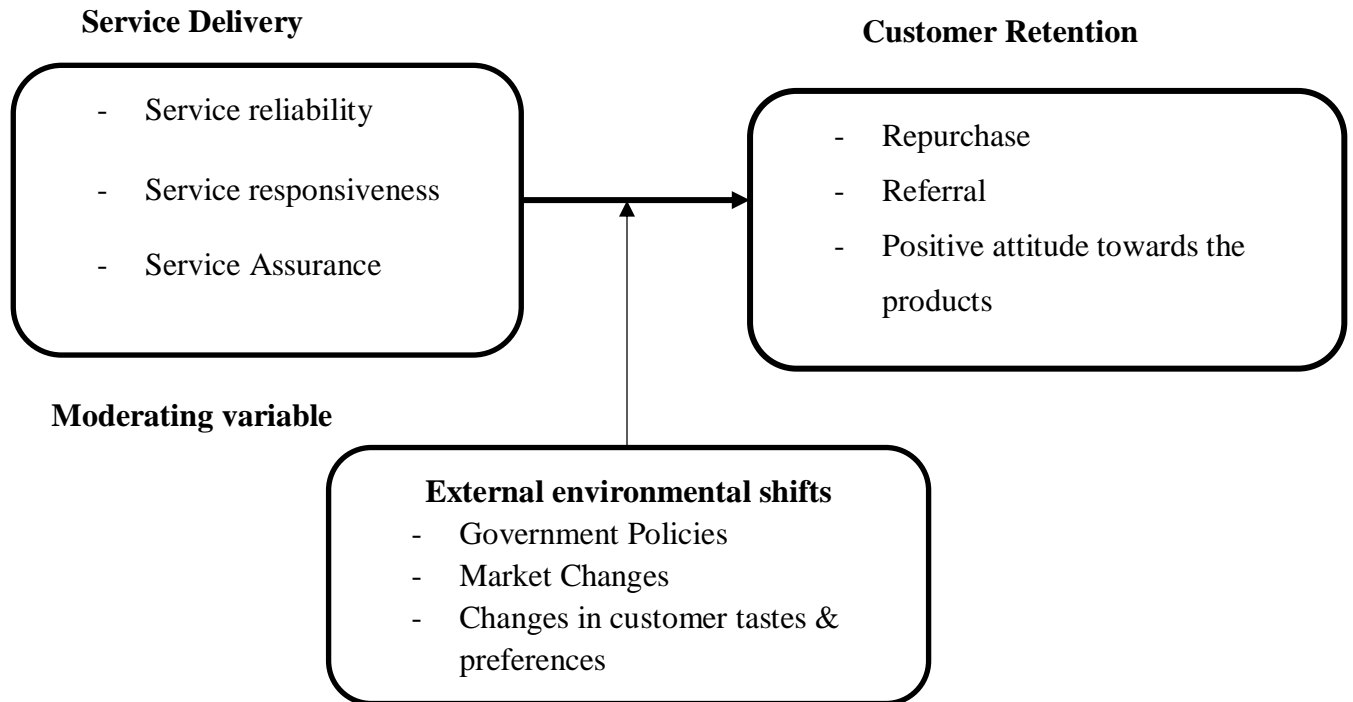 Service Delivery
Customer Retention
- Service reliability
- Service responsiveness
- Service Assurance
- Repurchase
- Referral
- Positive attitude towards the
products
Moderating variable
External environmental shifts
- Government Policies
- Market Changes
- Changes in customer tastes &
preferences